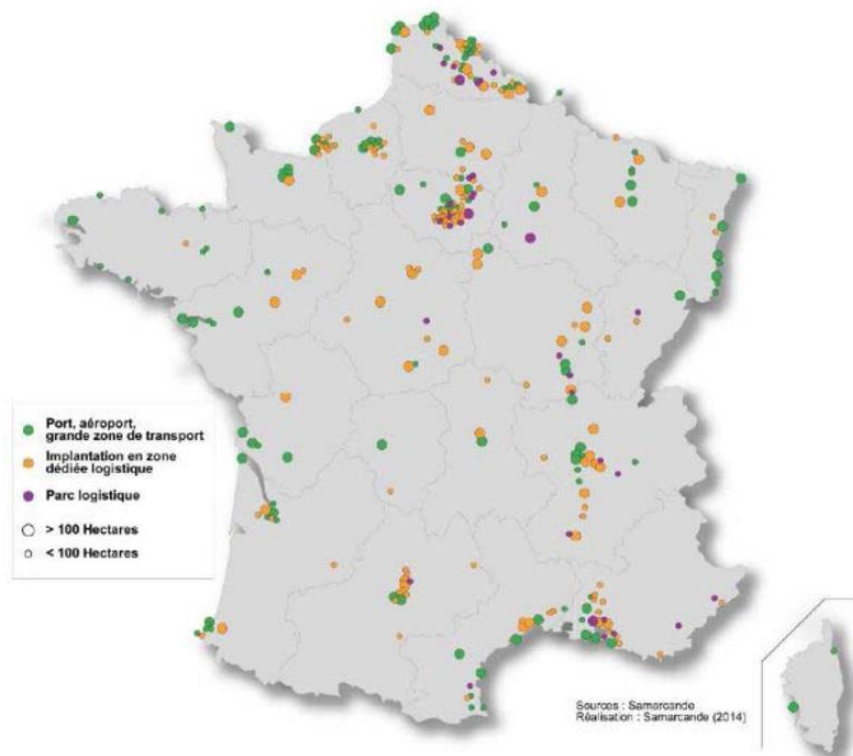 Port, aéroport,
grande zone de transport
Implantation en zone
dédiée logistique
Parc logistique
> 100 Hectares
< 100 Hectares
Sources : Samarcande
Réalisation : Samarcande (2014)